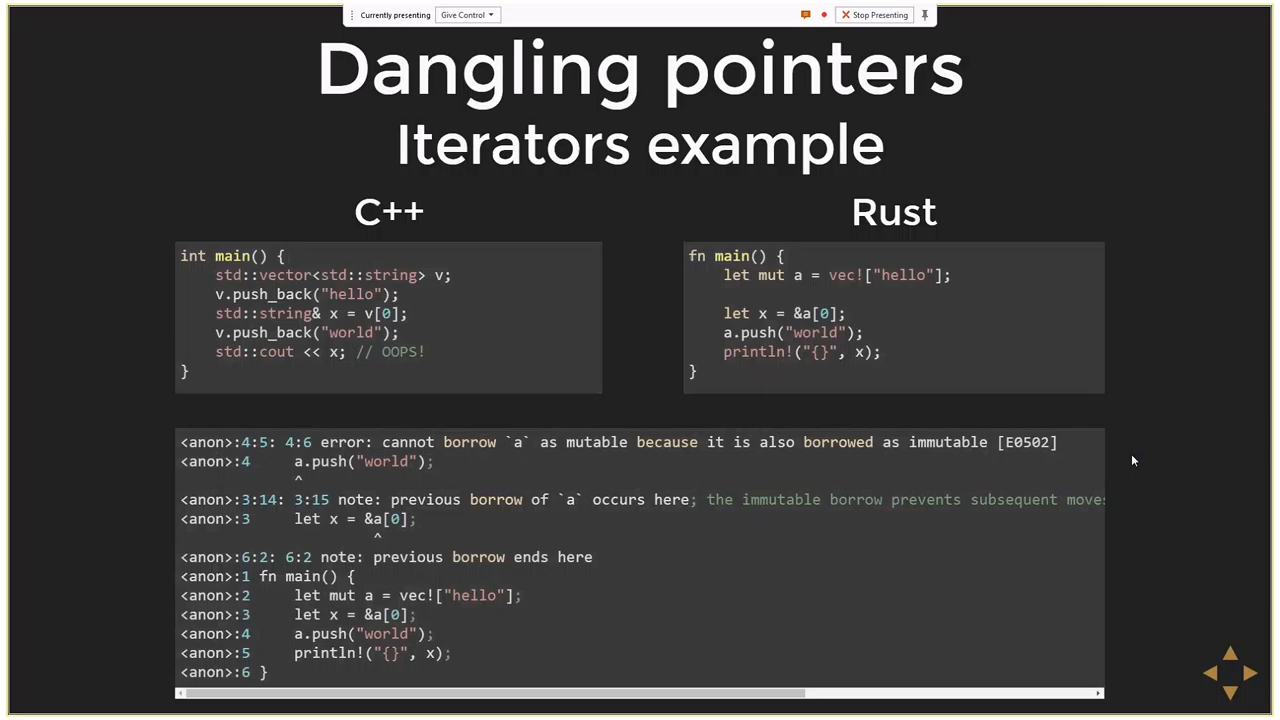 Currently presenting Give Control Stop Presenting
Dangling pointers
Iterators example
C++
int main() {
    std::vector<std::string> v;
    v.push_back("hello");
    std::string& x = v[0];
    v.push_back("world");
    std::cout << x; // OOPS!
}
Rust
fn main() {
    let mut a = vec!["hello"];
    let x = &a[0];
    a.push("world");
    println!("{}", x);
}
<anon>:4:5: 4:6 error: cannot borrow `a` as mutable because it is also borrowed as immutable [E0502]
<anon>:4     a.push("world");
             ^
<anon>:3:14: 3:15 note: previous borrow of `a` occurs here; the immutable borrow prevents subsequent moves
<anon>:3     let x = &a[0];
                      ^
<anon>:6:2: 6:2 note: previous borrow ends here
<anon>:1 fn main() {
<anon>:2     let mut a = vec!["hello"];
<anon>:3     let x = &a[0];
<anon>:4     a.push("world");
<anon>:5     println!("{}", x);
<anon>:6 }